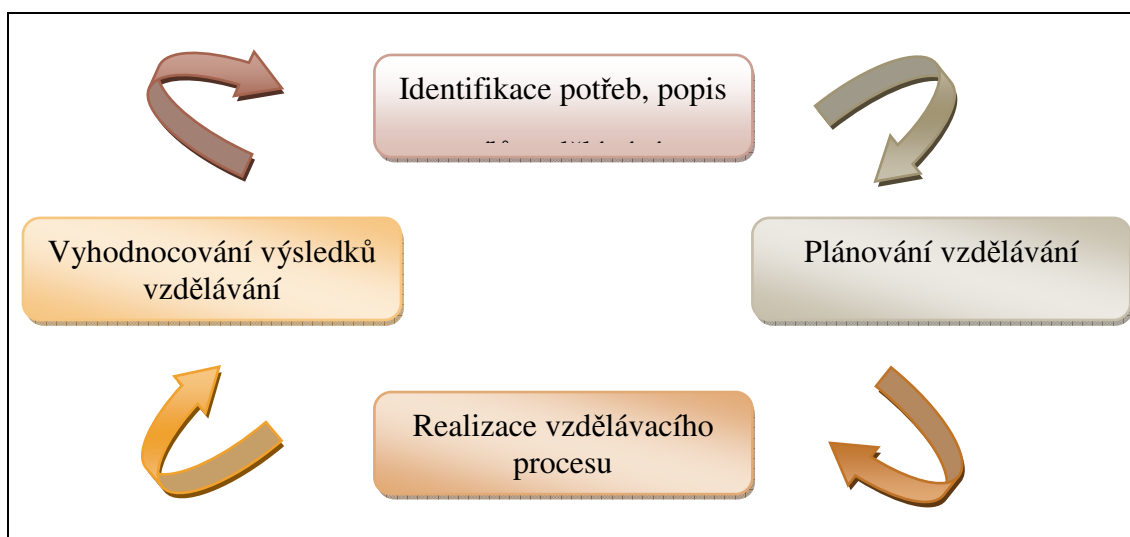 Identifikace potřeb, popis
Vyhodnocování výsledků
vzdělávání
Plánování vzdělávání
Realizace vzdělávacího
procesu